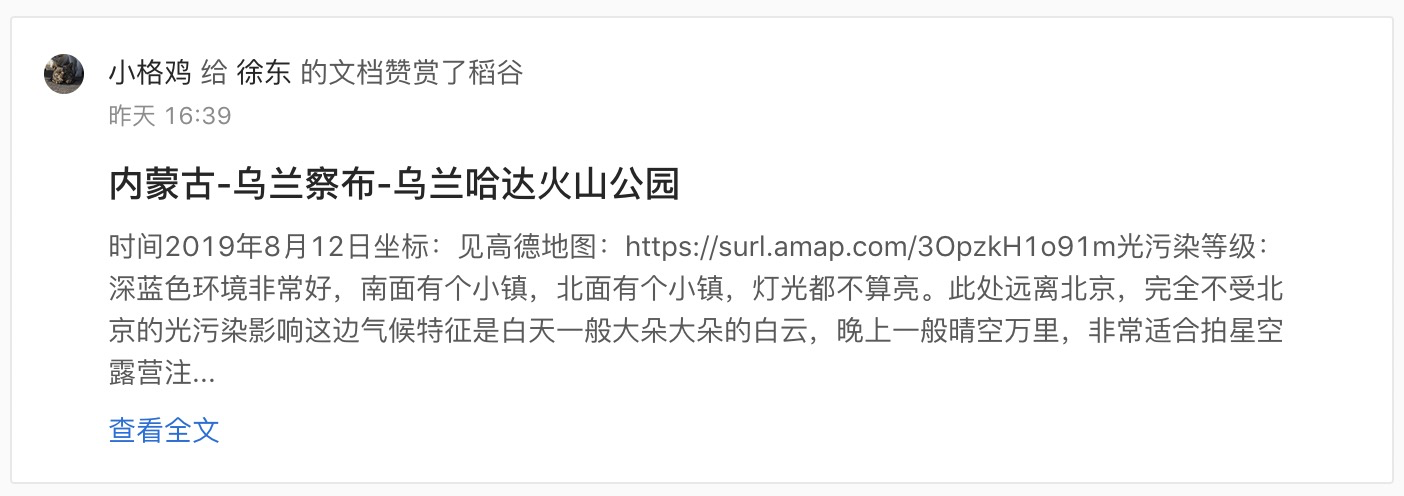 小格鸡 给 徐东 的文档赞赏了稻谷
昨天 16:39
内蒙古-乌兰察布-乌兰哈达火山公园
时间2019年8月12日坐标：见高德地图：https://surl.amap.com/3OpzkH1o91m光污染等级：
深蓝色环境非常好，南面有个小镇，北面有个小镇，灯光都不算亮。此处远离北京，完全不受北
京的光污染影响这边气候特征是白天一般大朵大朵的白云，晚上一般晴空万里，非常适合拍星空
露营注...
查看全文